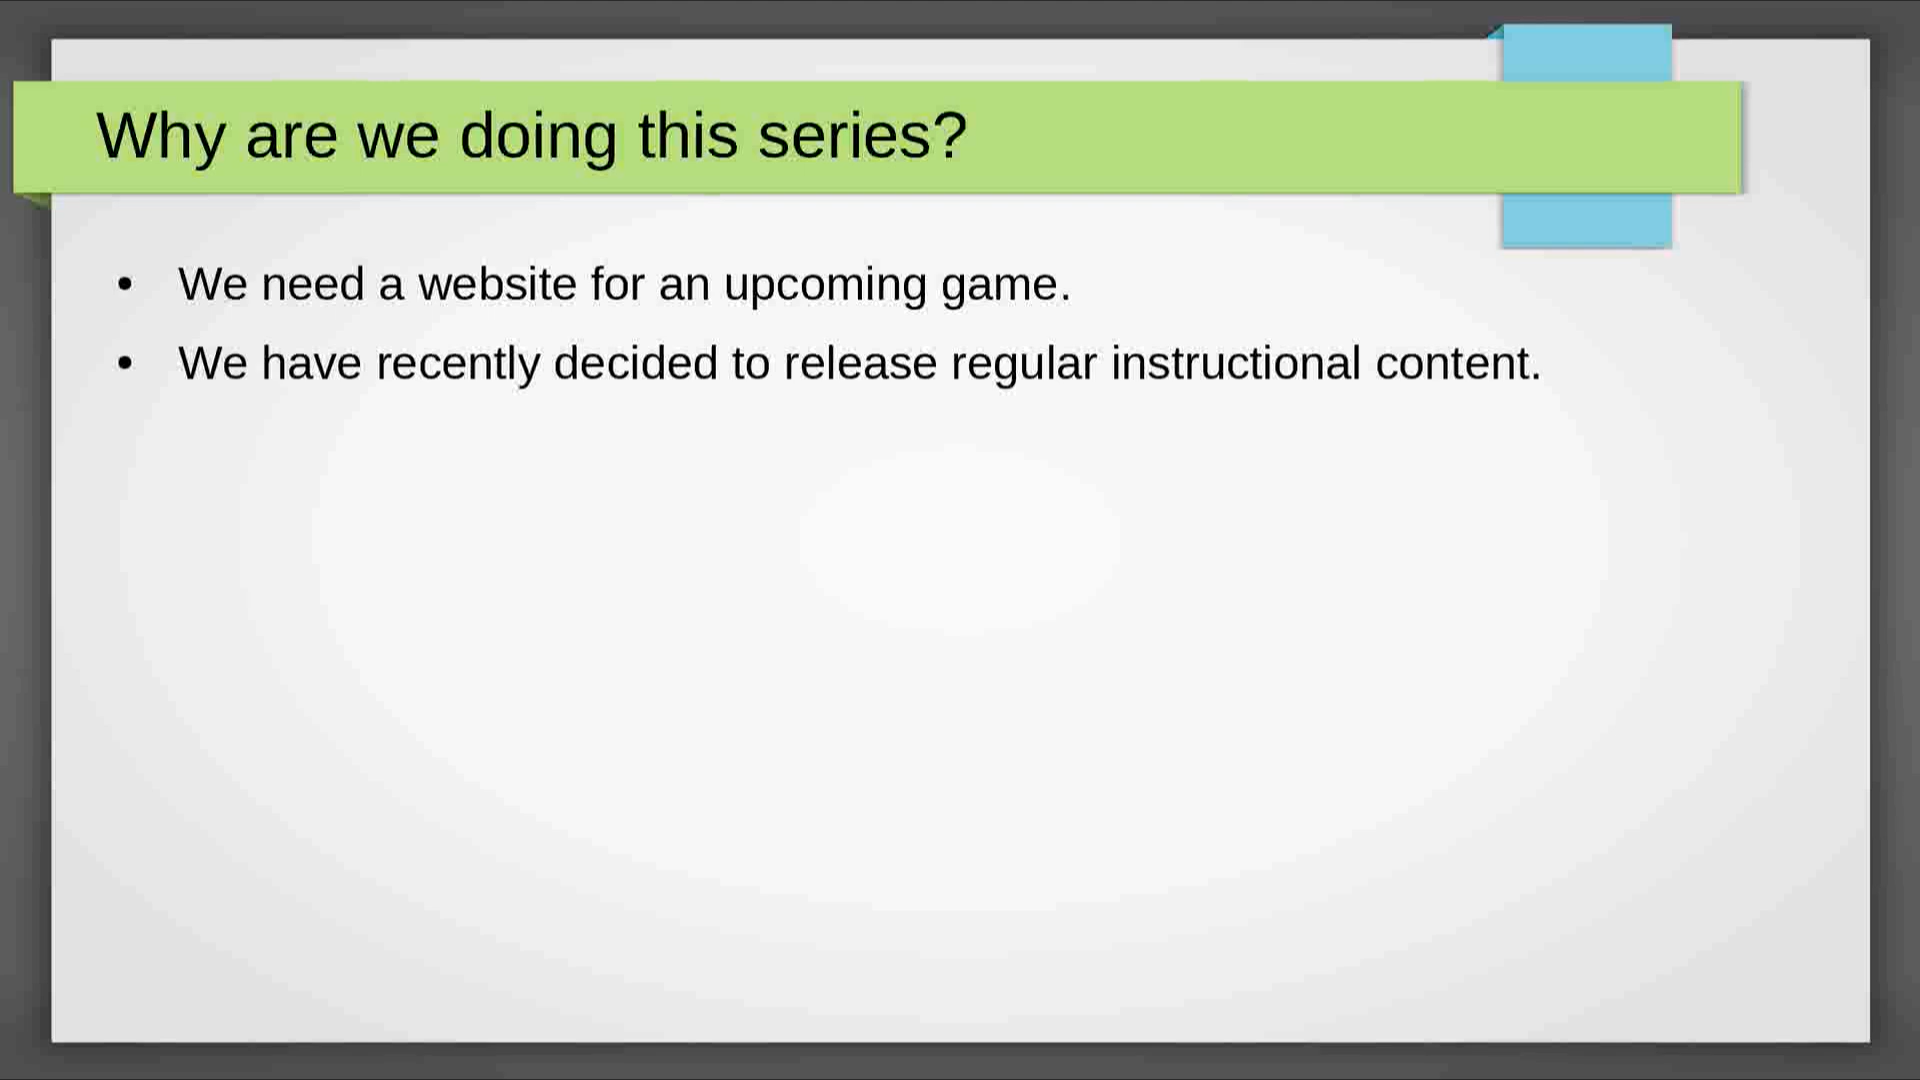 Why are we doing this series?
• We need a website for an upcoming game.
• We have recently decided to release regular instructional content.